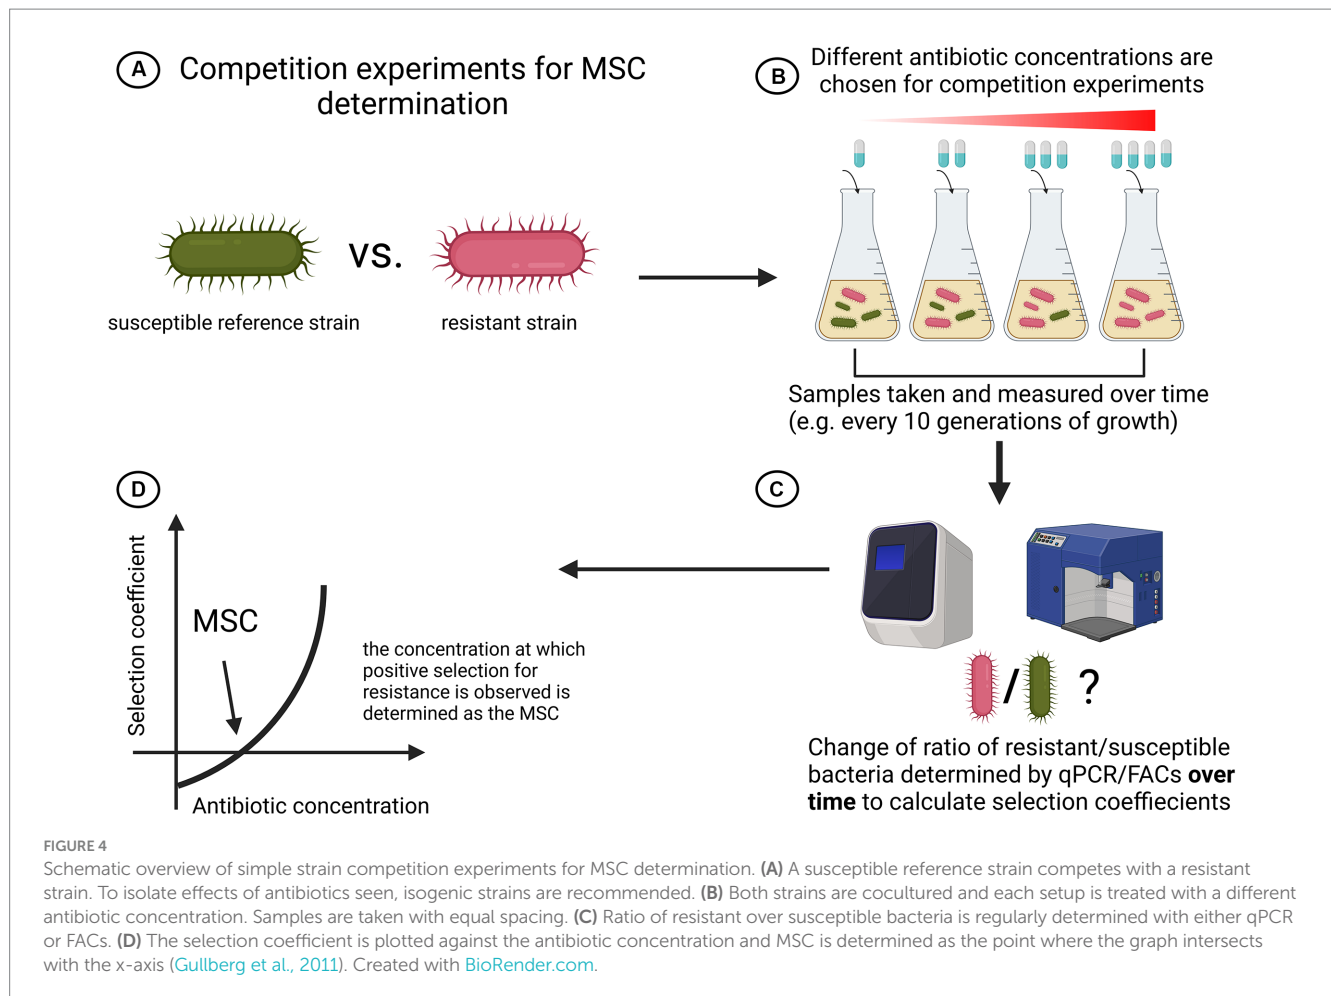 A
Competition experiments for MSC
determination
susceptible reference strain
vs.
resistant strain
B
Different antibiotic concentrations are
chosen for competition experiments
Samples taken and measured over time
(e.g. every 10 generations of growth)
C
/
?
Change of ratio of resistant/susceptible
bacteria determined by qPCR/FACs over
time to calculate selection coeffiecients
D
Selection coefficient
MSC
the concentration at which
positive selection for
resistance is observed is
determined as the MSC
Antibiotic concentration
FIGURE 4
Schematic overview of simple strain competition experiments for MSC determination. (A) A susceptible reference strain competes with a resistant
strain. To isolate effects of antibiotics seen, isogenic strains are recommended. (B) Both strains are cocultured and each setup is treated with a different
antibiotic concentration. Samples are taken with equal spacing. (C) Ratio of resistant over susceptible bacteria is regularly determined with either qPCR
or FACs. (D) The selection coefficient is plotted against the antibiotic concentration and MSC is determined as the point where the graph intersects
with the x-axis (Gullberg et al., 2011). Created with BioRender.com.